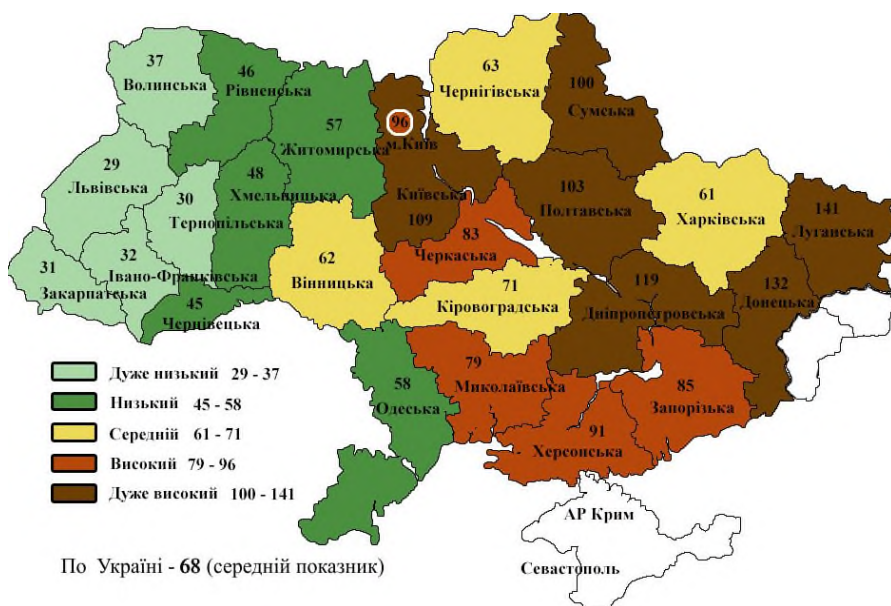 37
Волинська
46
Рівненська
57
Житомирська
96
м.Київ
63
Чернігівська
100
Сумська
29
Львівська
30
Тернопільська
48
Хмельницька
Київська
109
103
Полтавська
61
Харківська
141
Луганська
31
Закарпатська
32
Івано-Франківська
45
Чернівецька
62
Вінницька
83
Черкаська
71
Кіровоградська
119
Дніпропетровська
132
Донецька
58
Одеська
79
Миколаївська
91
Херсонська
85
Запорізька
АР Крим
Севастополь
Дуже низький 29 - 37
Низький 45 - 58
Середній 61 - 71
Високий 79 - 96
Дуже високий 100 - 141
По Україні - 68 (середній показник)